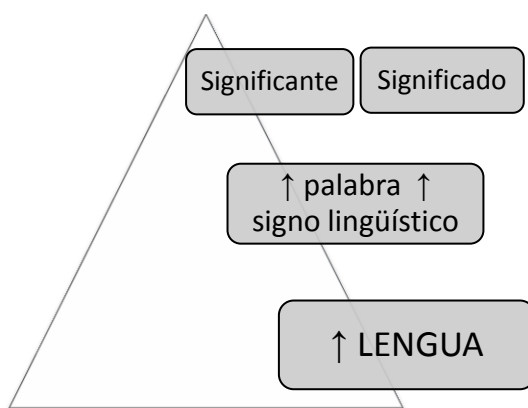 Significante Significado
↑ palabra ↑
signo lingüístico
↑ LENGUA